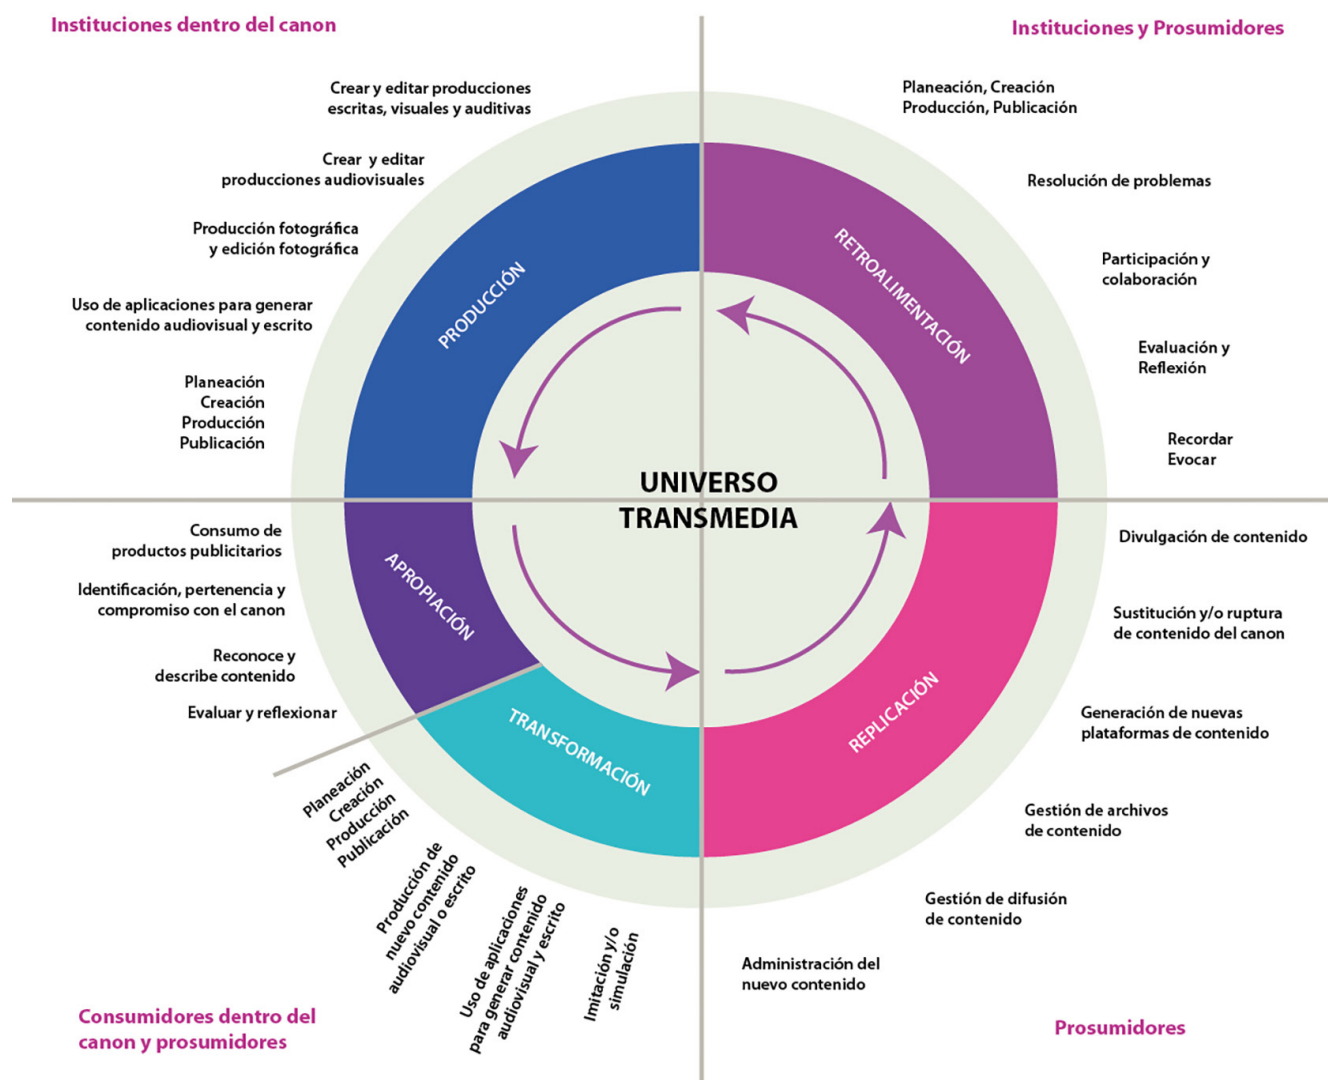 Instituciones dentro del canon
Instituciones y Prosumidores
Crear y editar producciones
escritas, visuales y auditivas
Crear y editar
producciones audiovisuales
Producción fotográfica
y edición fotográfica
Uso de aplicaciones para generar
contenido audiovisual y escrito
Planeación
Creación
Producción
Publicación
PRODUCCIÓN
Planeación, Creación
Producción, Publicación
Resolución de problemas
Participación y
colaboración
Evaluación y
Reflexión
Recordar
Evocar
RETROALIMENTACIÓN
UNIVERSO
TRANSMEDIA
Consumo de
productos publicitarios
Identificación, pertenencia y
compromiso con el canon
Reconoce y
describe contenido
Evaluar y reflexionar
APROPIACIÓN
TRANSFORMACIÓN
Planeación
Creación
Producción
Publicación
Producción de
nuevo contenido
audiovisual o escrito
Uso de aplicaciones
para generar contenido
audiovisual y escrito
Imitación y/o
simulación
REPLICACIÓN
Divulgación de contenido
Sustitución y/o ruptura
de contenido del canon
Generación de nuevas
plataformas de contenido
Gestión de archivos
de contenido
Gestión de difusión
de contenido
Administración del
nuevo contenido
Consumidores dentro del
canon y prosumidores
Prosumidores